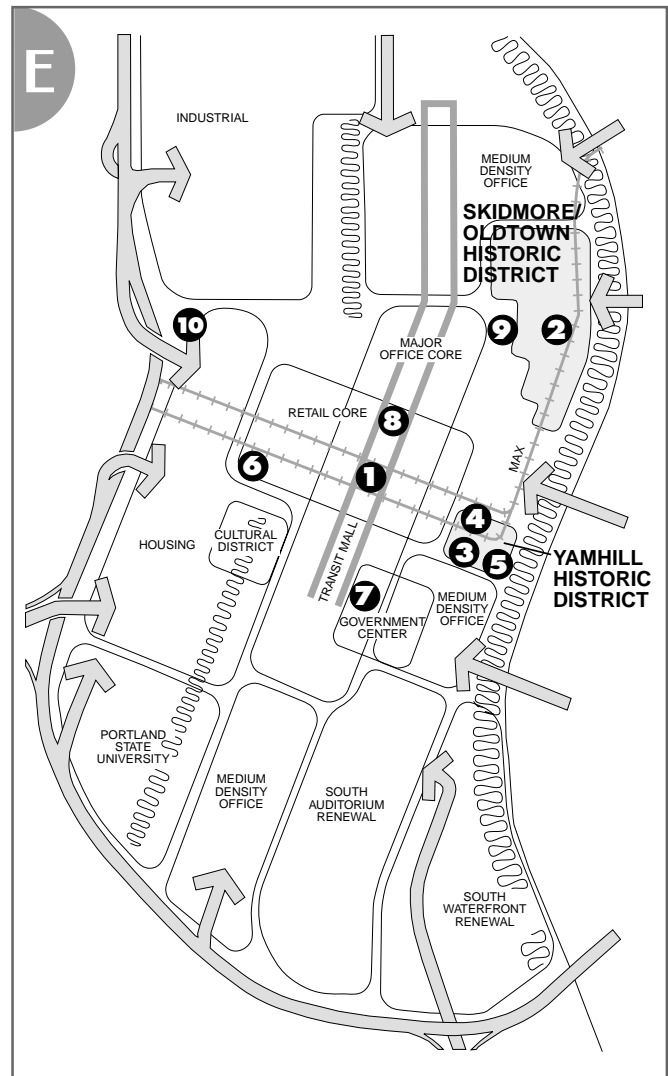 E
INDUSTRIAL
MEDIUM
DENSITY
OFFICE
SKIDMORE/
OLDTOWN
HISTORIC
DISTRICT
10
9
2
MAJOR
OFFICE CORE
RETAIL CORE
8
6
1
MAX
4
3
5
YAMHILL
HISTORIC
DISTRICT
HOUSING
CULTURAL
DISTRICT
TRANSIT MALL
7
GOVERNMENT
CENTER
MEDIUM
DENSITY
OFFICE
PORTLAND
STATE
UNIVERSITY
MEDIUM
DENSITY
OFFICE
SOUTH
AUDITORIUM
RENEWAL
SOUTH
WATERFRONT
RENEWAL